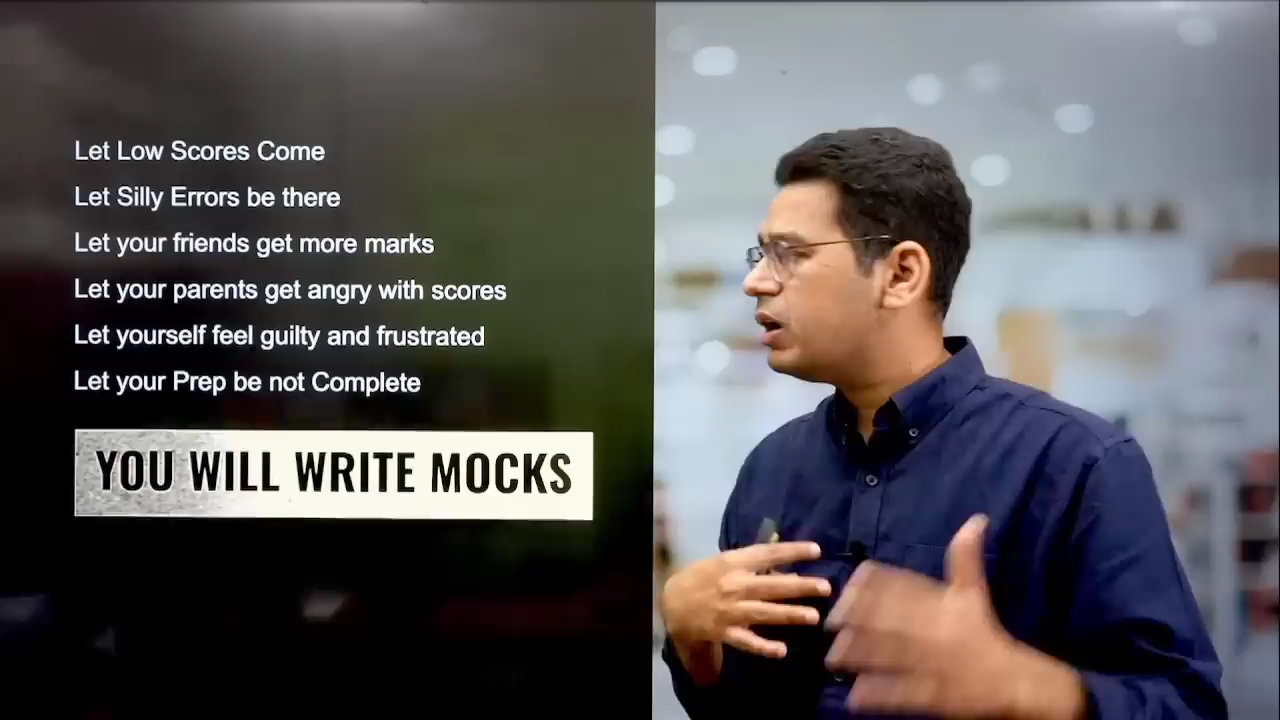 Let Low Scores Come
Let Silly Errors be there
Let your friends get more marks
Let your parents get angry with scores
Let yourself feel guilty and frustrated
Let your Prep be not Complete
YOU WILL WRITE MOCKS